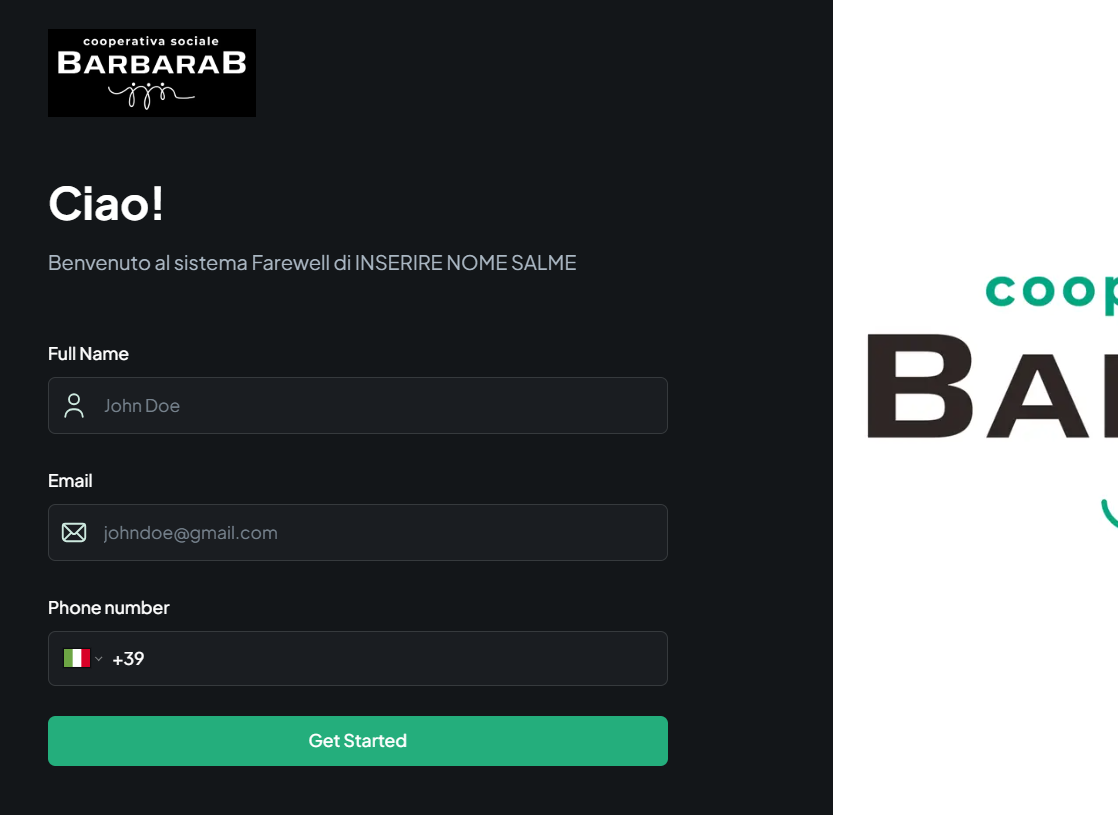 cooperativa sociale
BARBARAB
Ciao!
Benvenuto al sistema Farewell di INSERIRE NOME SALME
Full Name
John Doe
Email
johndoe@gmail.com
Phone number
+39
Get Started
coop
BA